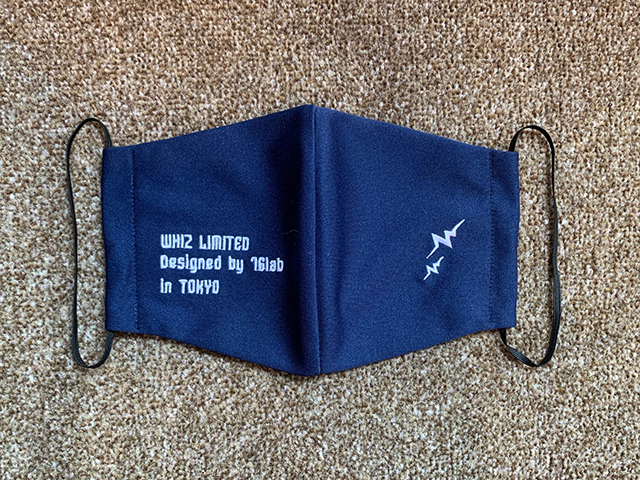 WHIZ LIMITED
Designed by 16lab
in TOKYO